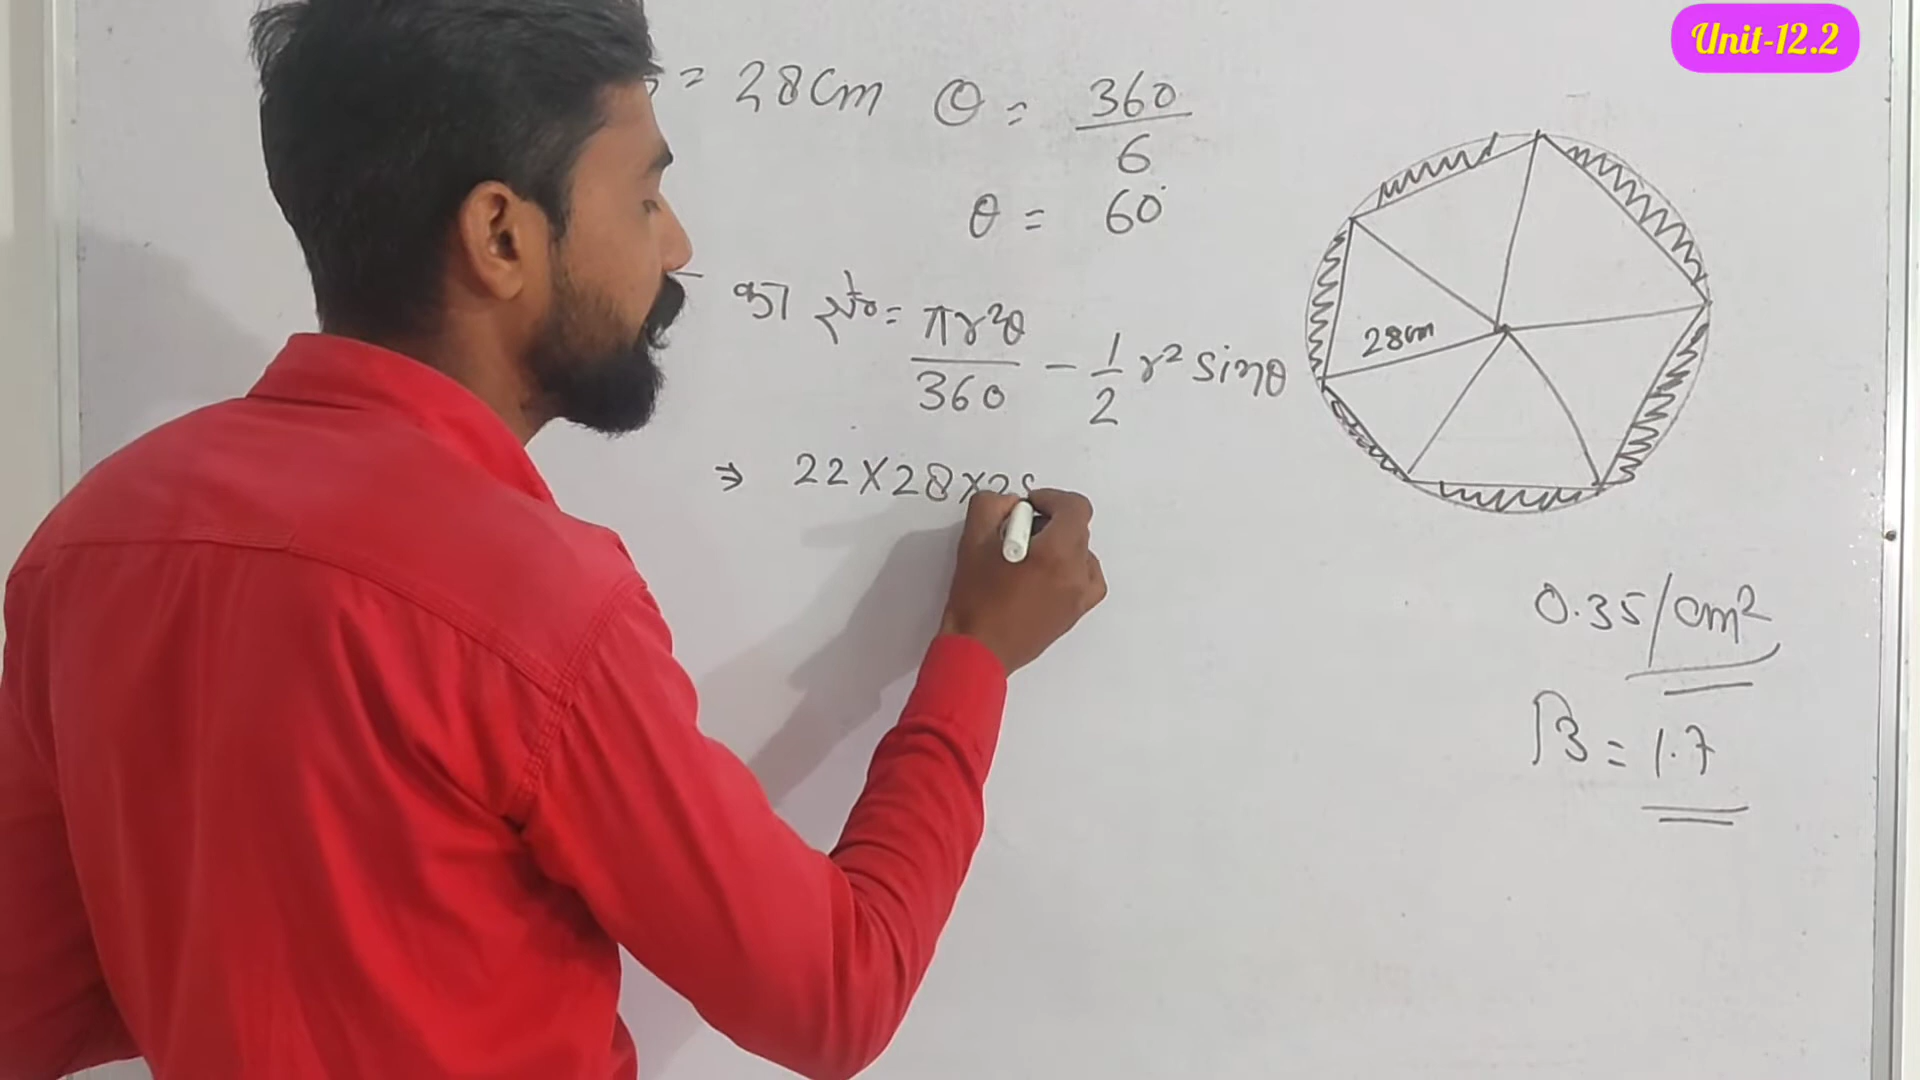 Unit-12.2
= 28cm θ = 360/6
θ = 60°
का क्षे० = πr²θ/360 - 1/2 r² sinθ
⇒ 22×28×28
28cm
0.35/cm²
√3 = 1.7